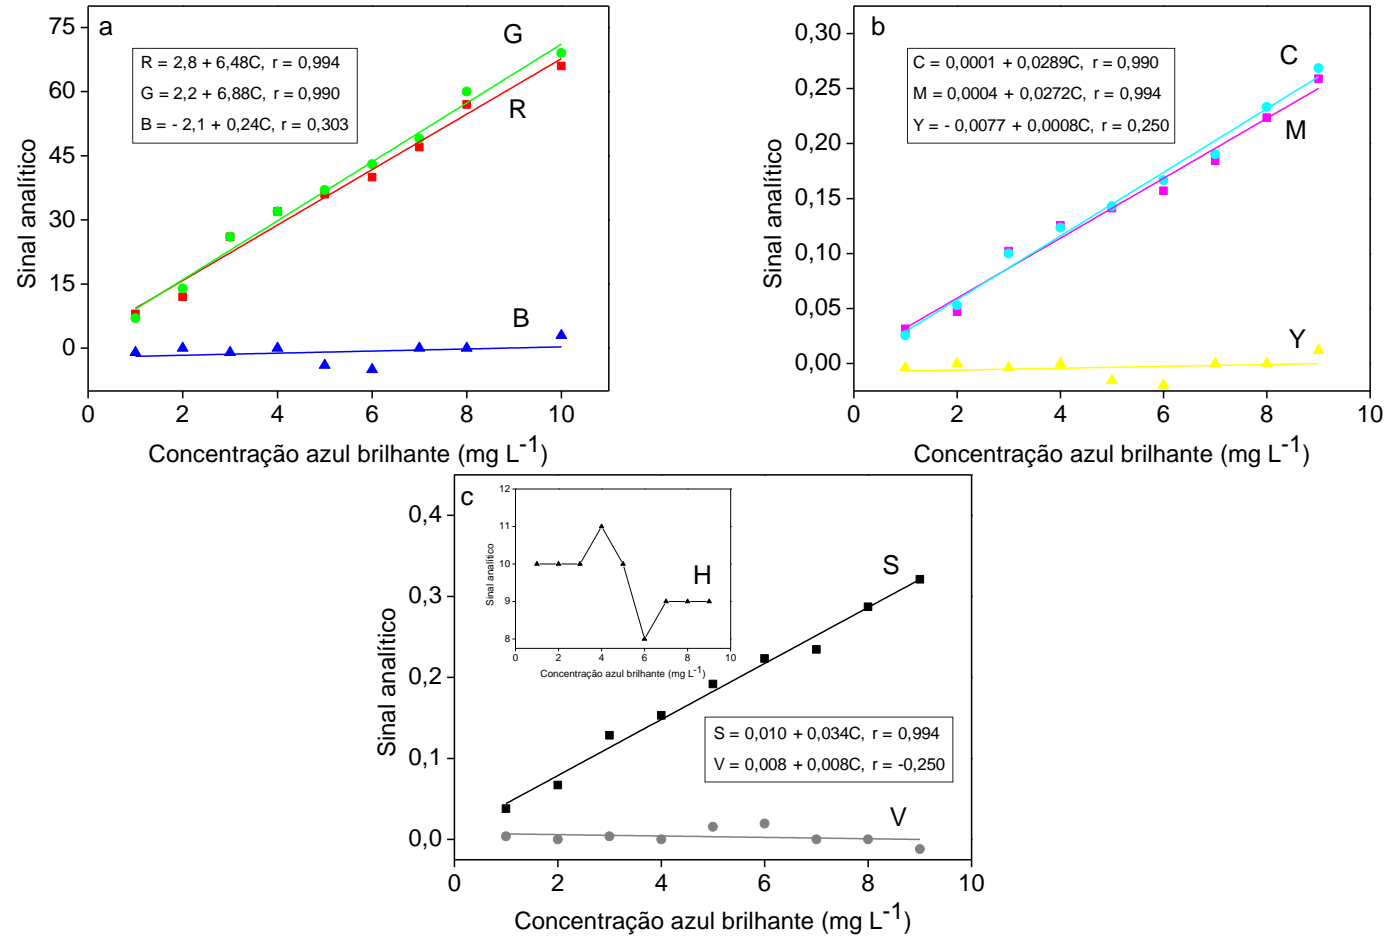 a
75
60
45
30
15
0
Sinal analítico
R = 2,8 + 6,48C, r = 0,994
G = 2,2 + 6,88C, r = 0,990
B = - 2,1 + 0,24C, r = 0,303
G
R
B
0 2 4 6 8 10
Concentração azul brilhante (mg L-1)
b
0,30
0,25
0,20
0,15
0,10
0,05
0,00
Sinal analítico
C = 0,0001 + 0,0289C, r = 0,990
M = 0,0004 + 0,0272C, r = 0,994
Y = - 0,0077 + 0,0008C, r = 0,250
C
M
Y
0 2 4 6 8 10
Concentração azul brilhante (mg L-1)
c
0,4
0,3
0,2
0,1
0,0
Sinal analítico
12
11
10
9
8
Sinal analítico
H
0 2 4 6 8 10
Concentração azul brilhante (mg L-1)
S
S = 0,010 + 0,034C, r = 0,994
V = 0,008 + 0,008C, r = -0,250
V
0 2 4 6 8 10
Concentração azul brilhante (mg L-1)